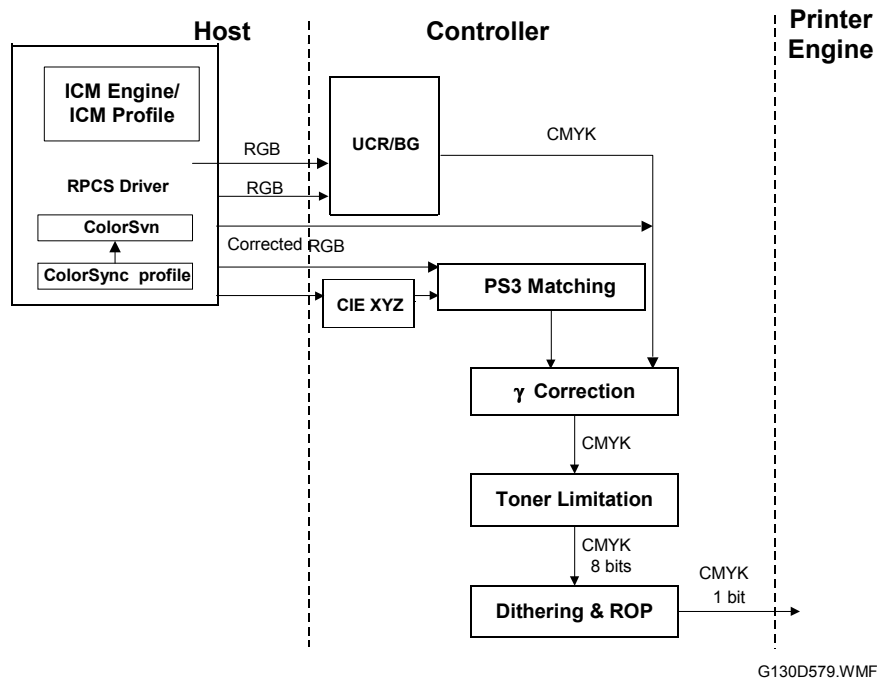 Host
Controller
Printer
Engine
ICM Engine/
ICM Profile
RPCS Driver
ColorSvn
ColorSync profile
RGB
RGB
Corrected RGB
UCR/BG
CMYK
CIE XYZ
PS3 Matching
γ Correction
CMYK
Toner Limitation
CMYK
8 bits
Dithering & ROP
CMYK
1 bit
G130D579.WMF